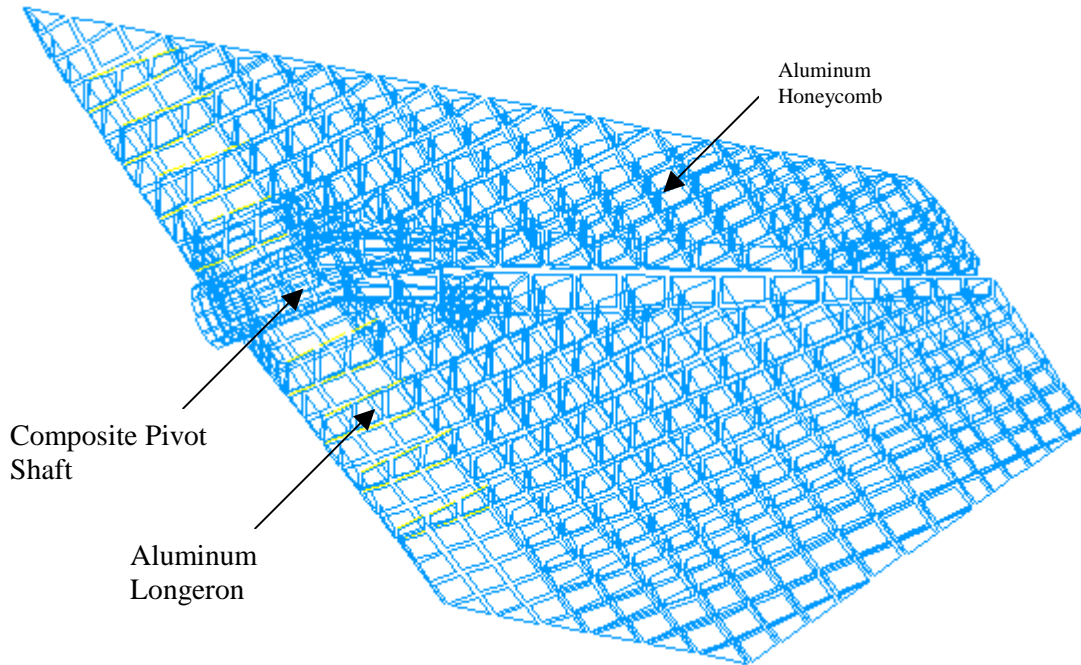 Aluminum
Honeycomb
Composite Pivot
Shaft
Aluminum
Longeron